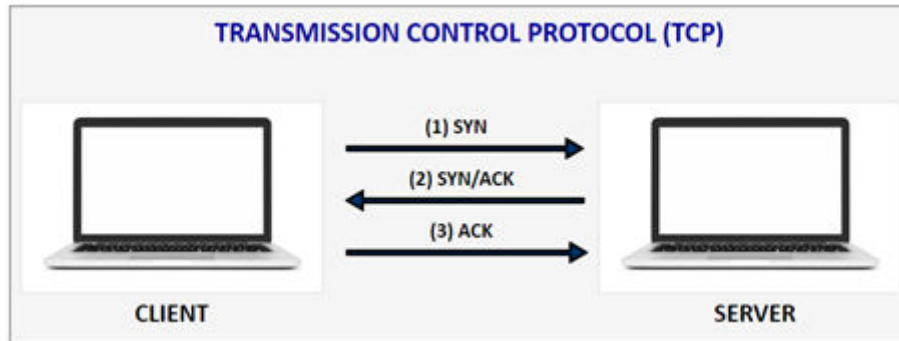 TRANSMISSION CONTROL PROTOCOL (TCP)
(1) SYN
(2) SYN/ACK
(3) ACK
CLIENT
SERVER